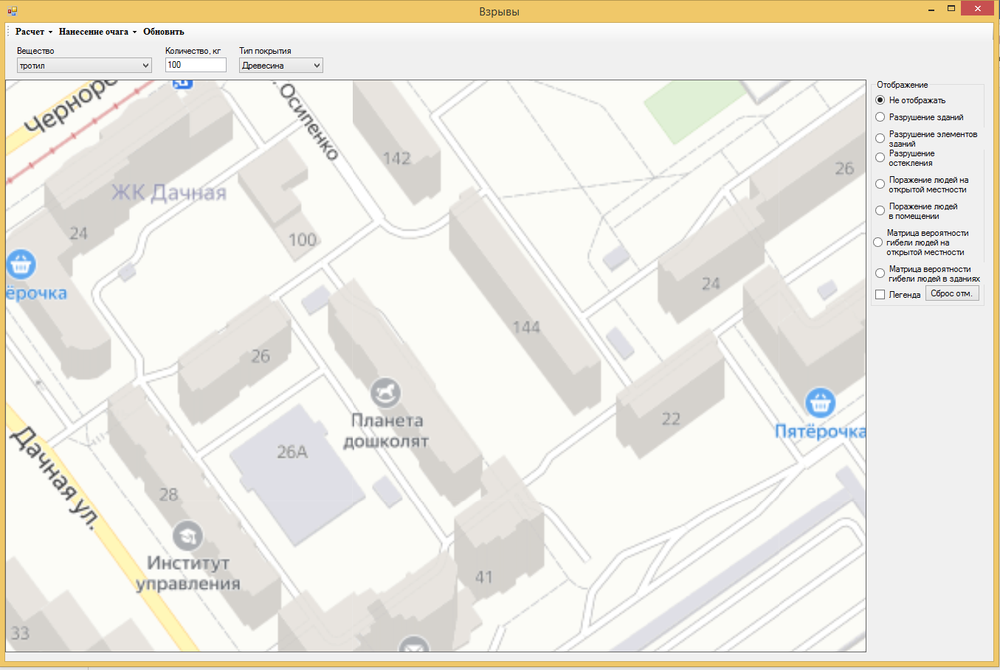 Взрывы
Расчет
Нанесение очага
Обновить
Вещество
Количество, кг
Тип покрытия
тротил
100
Древесина
Черноре
Осипенко
142
26
ЖК Дачная
24
100
ёрочка
24
144
26
22
Планета
дошколят
Пятёрочка
26А
Дачная ул.
28
Институт
управления
41
33
Отображение
Не отображать
Разрушение зданий
Разрушение элементов
зданий
Разрушение
остекления
Поражение людей на
открытой местности
Поражение людей
в помещении
Матрица вероятности
гибели людей на
открытой местности
Матрица вероятности
гибели людей в зданиях
Легенда
Сброс отм.